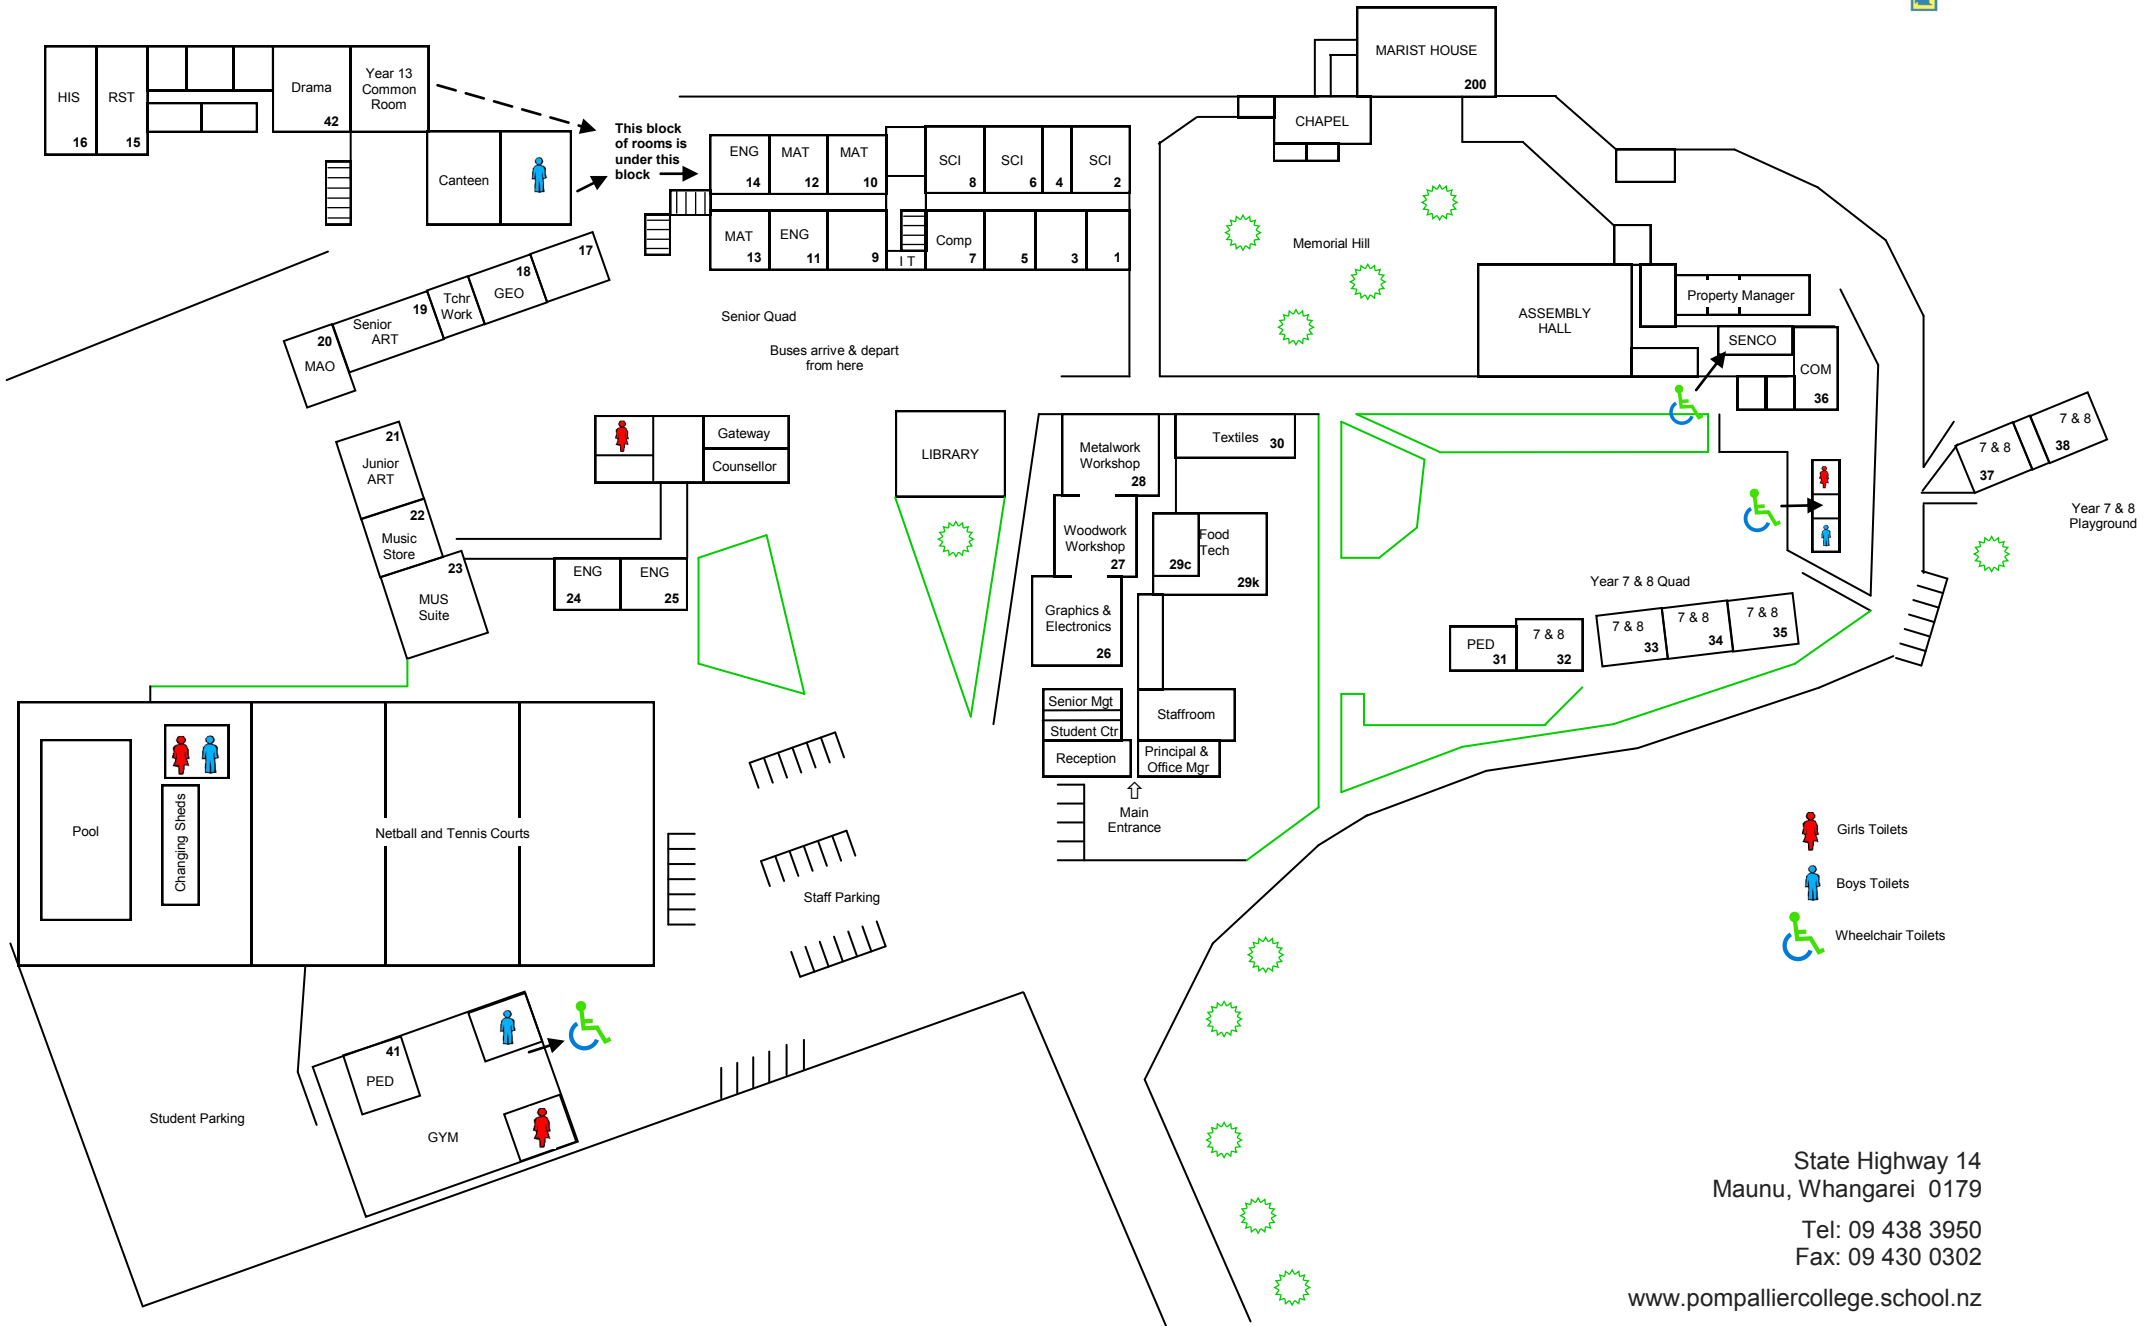 MARIST HOUSE
200
CHAPEL
HIS
16
RST
15
Drama
42
Year 13
Common
Room
Canteen
This block
of rooms is
under this
block
ENG
14
MAT
12
MAT
10
SCI
8
SCI
6
4
SCI
2
MAT
13
ENG
11
9
I T
Comp
7
5
3
1
Memorial Hill
17
18
GEO
Tchr
Work
19
Senior
ART
20
MAO
Senior Quad
Buses arrive & depart
from here
ASSEMBLY
HALL
Property Manager
SENCO
COM
36
7 & 8
37
7 & 8
38
Year 7 & 8
Playground
21
Junior
ART
22
Music
Store
23
MUS
Suite
Gateway
Counsellor
ENG
24
ENG
25
LIBRARY
Metalwork
Workshop
28
Textiles 30
Woodwork
Workshop
27
Food
Tech
29c
29k
Graphics &
Electronics
26
Year 7 & 8 Quad
PED
31
7 & 8
32
7 & 8
33
7 & 8
34
7 & 8
35
Senior Mgt
Student Ctr
Reception
Staffroom
Principal &
Office Mgr
Main
Entrance
Pool
Changing Sheds
Netball and Tennis Courts
Staff Parking
Girls Toilets
Boys Toilets
Wheelchair Toilets
41
PED
GYM
Student Parking
State Highway 14
Maunu, Whangarei 0179
Tel: 09 438 3950
Fax: 09 430 0302
www.pompalliercollege.school.nz